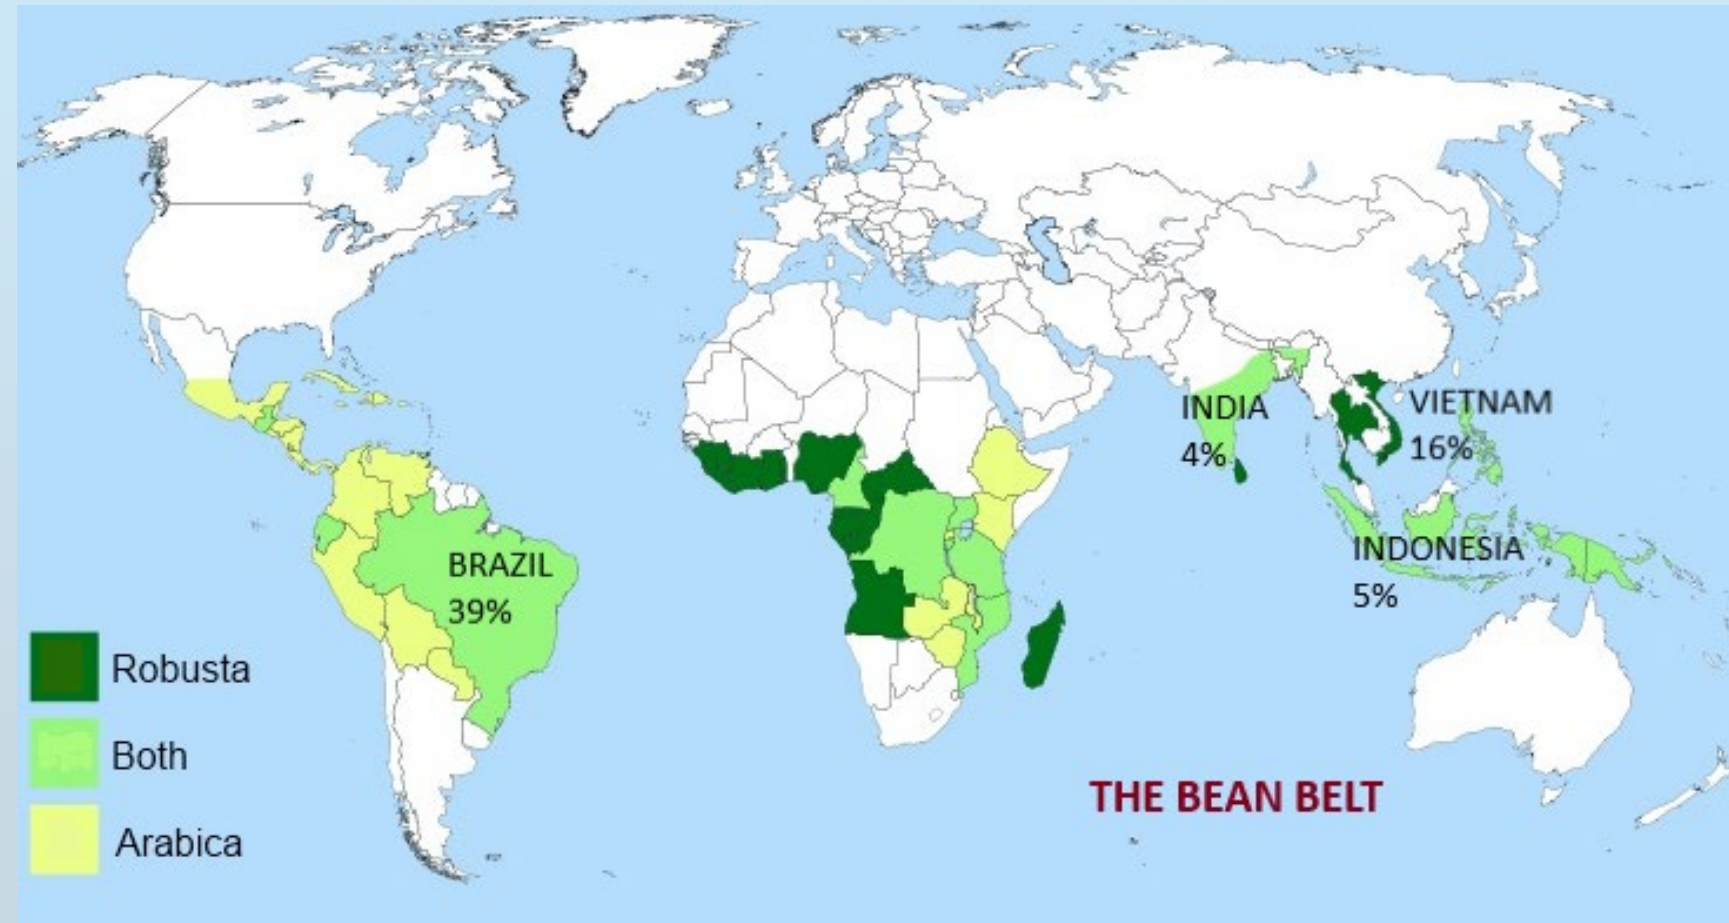 INDIA
4%
VIETNAM
16%
INDONESIA
5%
BRAZIL
39%
Robusta
Both
Arabica
THE BEAN BELT